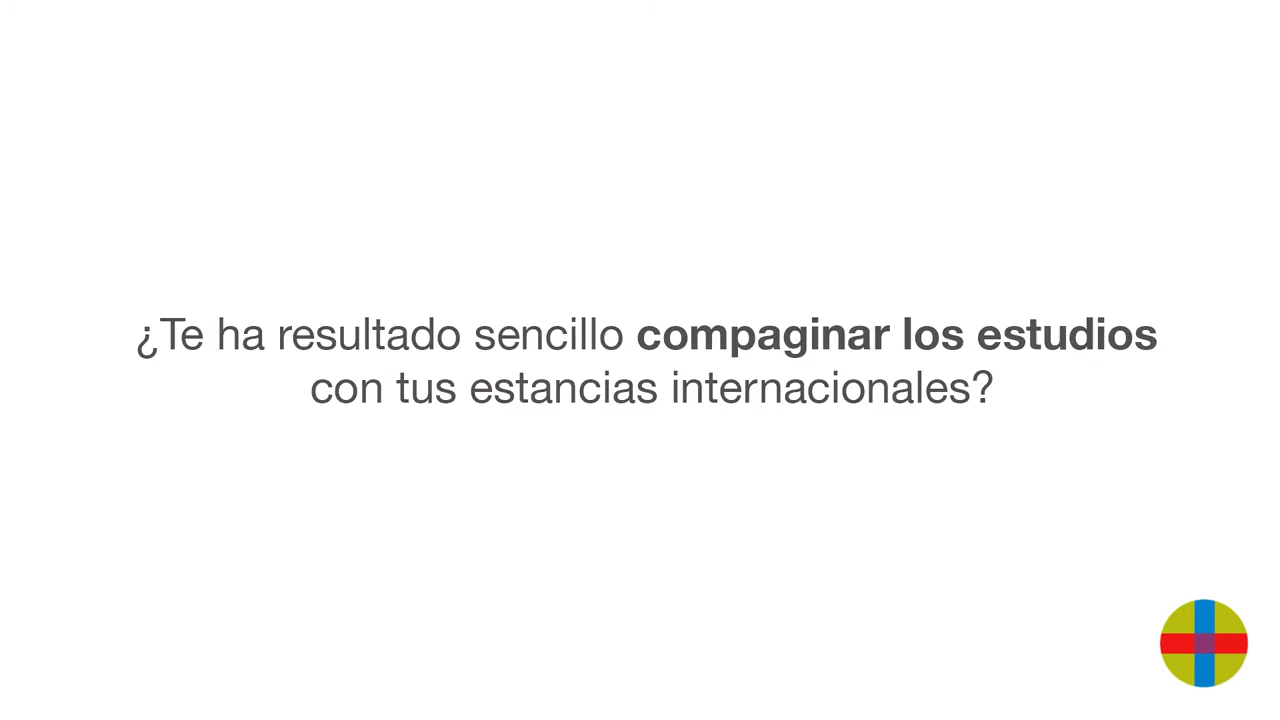 ¿Te ha resultado sencillo compaginar los estudios
con tus estancias internacionales?